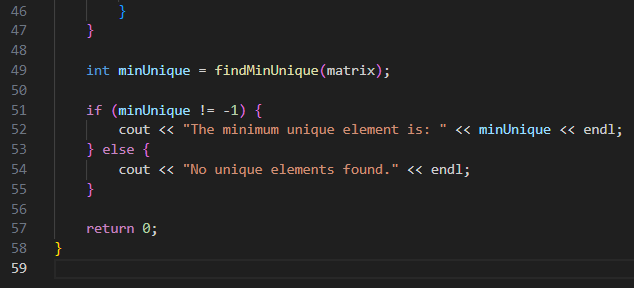 46 }
47 }
48
49 int minUnique = findMinUnique(matrix);
50
51 if (minUnique != -1) {
52 cout << "The minimum unique element is: " << minUnique << endl;
53 } else {
54 cout << "No unique elements found." << endl;
55 }
56
57 return 0;
58 }
59